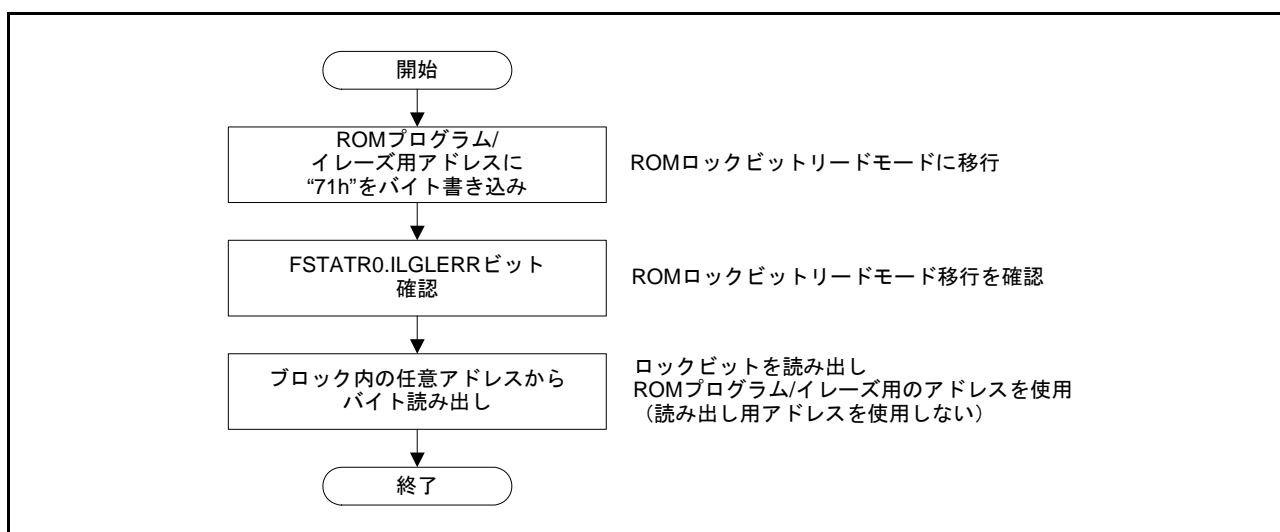 開始
ROMプログラム/
イレーズ用アドレスに
“71h”をバイト書き込み
ROMロックビットリードモードに移行
FSTATR0.ILGLERRビット
確認
ROMロックビットリードモード移行を確認
ブロック内の任意アドレスから
バイト読み出し
ロックビットを読み出し
ROMプログラム/イレーズ用のアドレスを使用
（読み出し用アドレスを使用しない）
終了